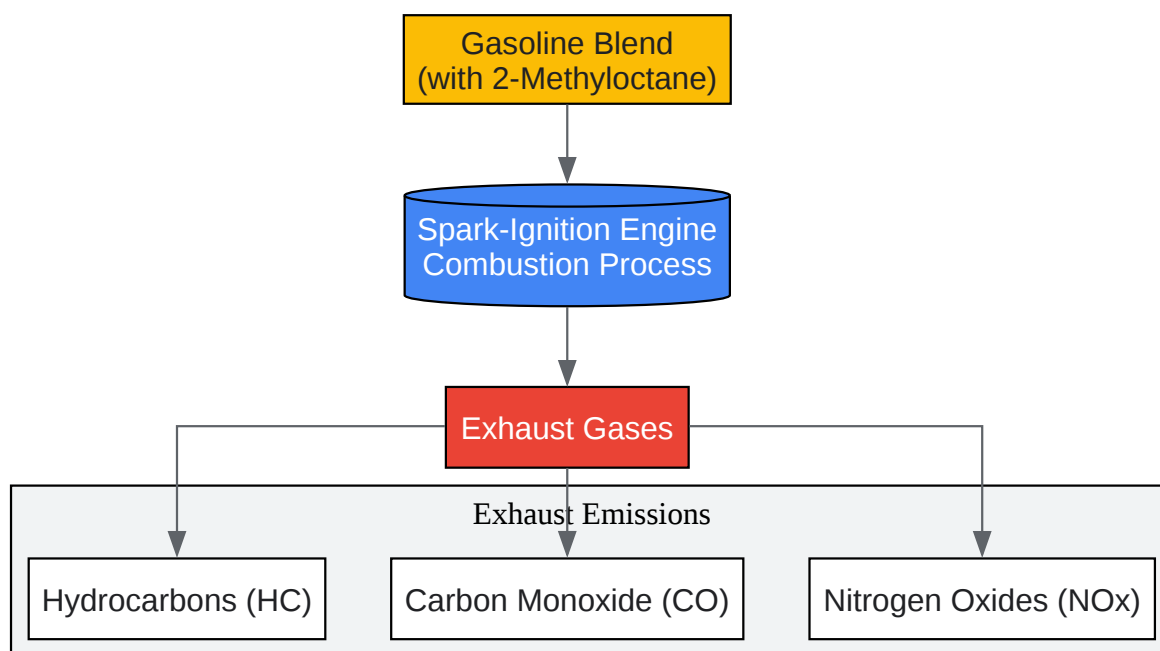 Gasoline Blend
(with 2-Methyloctane)
Spark-Ignition Engine
Combustion Process
Exhaust Gases
Exhaust Emissions
Hydrocarbons (HC)
Carbon Monoxide (CO)
Nitrogen Oxides (NOx)